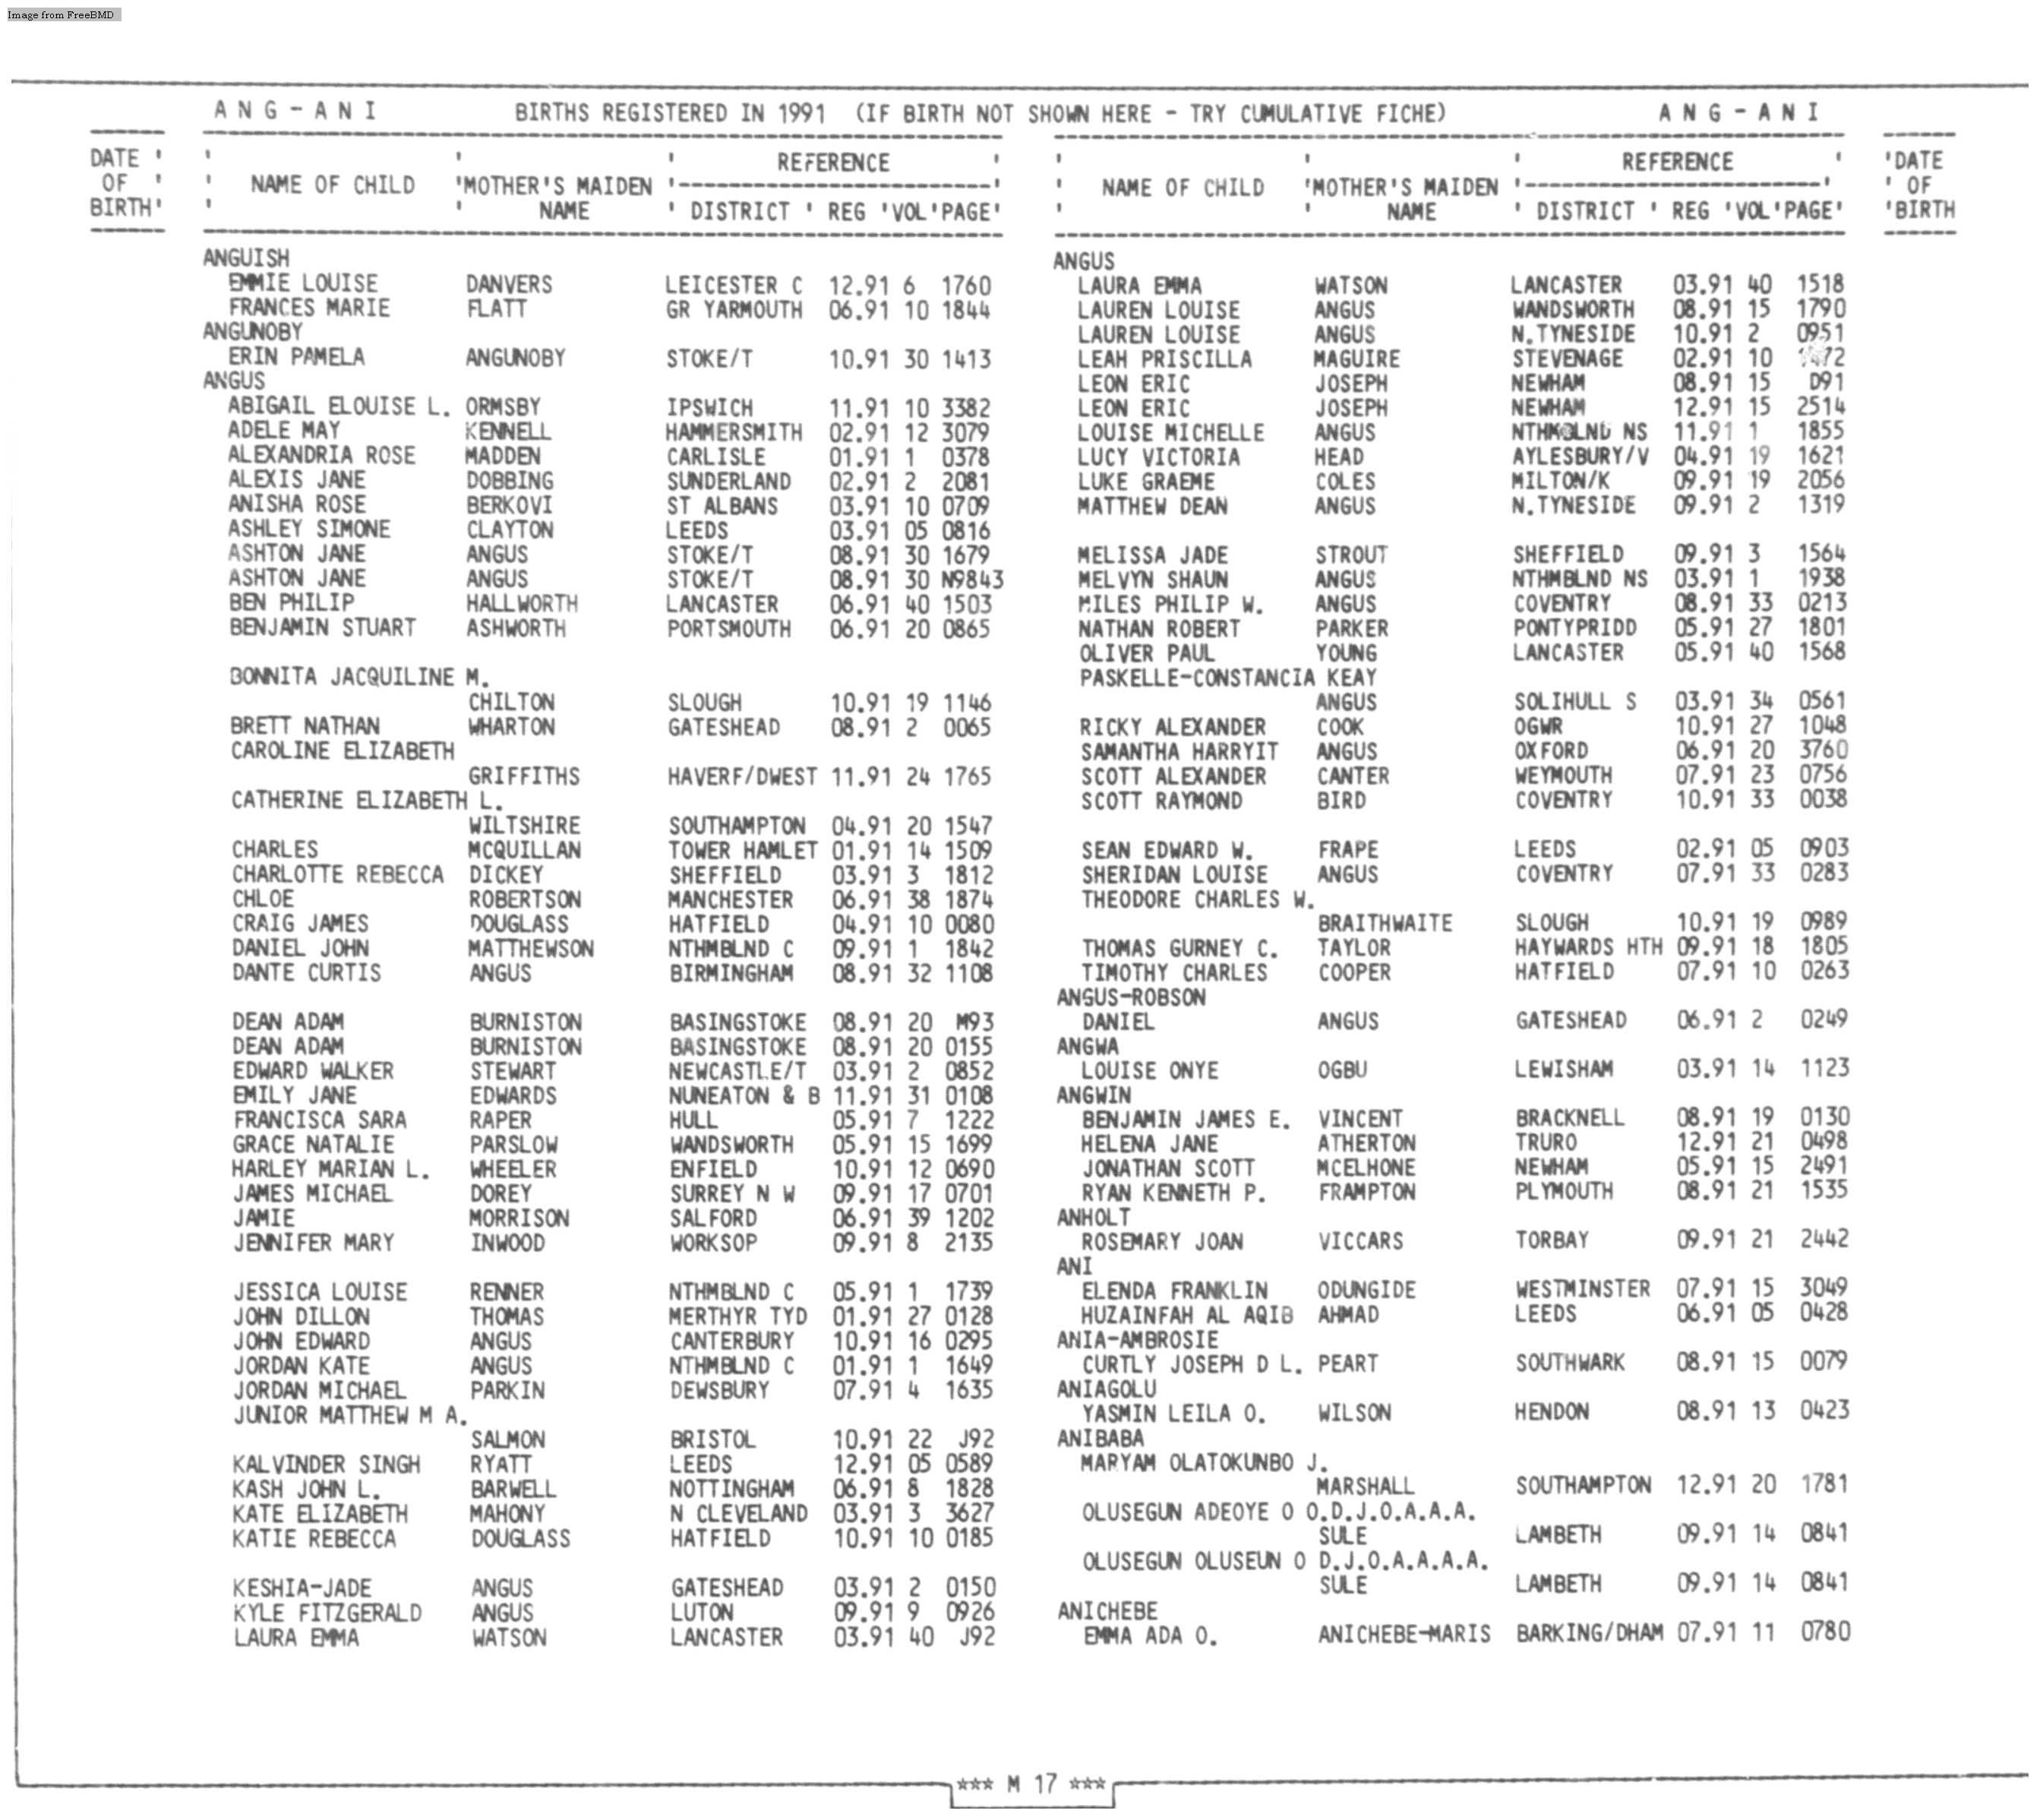 Image from FreeBMD
A N G - A N I BIRTHS REGISTERED IN 1991 (IF BIRTH NOT SHOWN HERE - TRY CUMULATIVE FICHE) A N G - A N I
DATE OF BIRTH
NAME OF CHILD
MOTHER'S MAIDEN NAME
REFERENCE
DISTRICT REG VOL PAGE
ANGUISH
EMMIE LOUISE DANVERS LEICESTER C 12.91 6 1760
FRANCES MARIE FLATT GR YARMOUTH 06.91 10 1844
ANGUNOBY
ERIN PAMELA ANGUNOBY STOKE/T 10.91 30 1413
ANGUS
ABIGAIL ELOUISE L. ORMSBY IPSWICH 11.91 10 3382
ADELE MAY KENNELL HAMMERSMITH 02.91 12 3079
ALEXANDRIA ROSE MADDEN CARLISLE 01.91 1 0378
ALEXIS JANE DOBBING SUNDERLAND 02.91 2 2081
ANISHA ROSE BERKOVI ST ALBANS 03.91 10 0709
ASHLEY SIMONE CLAYTON LEEDS 03.91 05 0816
ASHTON JANE ANGUS STOKE/T 08.91 30 1679
ASHTON JANE ANGUS STOKE/T 08.91 30 N9843
BEN PHILIP HALLWORTH LANCASTER 06.91 40 1503
BENJAMIN STUART ASHWORTH PORTSMOUTH 06.91 20 0865
BONNITA JACQUILINE M.
CHILTON SLOUGH 10.91 19 1146
BRETT NATHAN WHARTON GATESHEAD 08.91 2 0065
CAROLINE ELIZABETH
GRIFFITHS HAVERF/DWEST 11.91 24 1765
CATHERINE ELIZABETH L.
WILTSHIRE SOUTHAMPTON 04.91 20 1547
CHARLES MCQUILLAN TOWER HAMLET 01.91 14 1509
CHARLOTTE REBECCA DICKEY SHEFFIELD 03.91 3 1812
CHLOE ROBERTSON MANCHESTER 06.91 38 1874
CRAIG JAMES DOUGLASS HATFIELD 04.91 10 0080
DANIEL JOHN MATTHEWSON NTHMBLND C 09.91 1 1842
DANTE CURTIS ANGUS BIRMINGHAM 08.91 32 1108
DEAN ADAM BURNISTON BASINGSTOKE 08.91 20 M93
DEAN ADAM BURNISTON BASINGSTOKE 08.91 20 0155
EDWARD WALKER STEWART NEWCASTLE/T 03.91 2 0852
EMILY JANE EDWARDS NUNEATON & B 11.91 31 0108
FRANCISCA SARA RAPER HULL 05.91 7 1222
GRACE NATALIE PARSLOW WANDSWORTH 05.91 15 1699
HARLEY MARIAN L. WHEELER ENFIELD 10.91 12 0690
JAMES MICHAEL DOREY SURREY N W 09.91 17 0701
JAMIE MORRISON SALFORD 06.91 39 1202
JENNIFER MARY INWOOD WORKSOP 09.91 8 2135
JESSICA LOUISE RENNER NTHMBLND C 05.91 1 1739
JOHN DILLON THOMAS MERTHYR TYD 01.91 27 0128
JOHN EDWARD ANGUS CANTERBURY 10.91 16 0295
JORDAN KATE ANGUS NTHMBLND C 01.91 1 1649
JORDAN MICHAEL PARKIN DEWSBURY 07.91 4 1635
JUNIOR MATTHEW M A.
SALMON BRISTOL 10.91 22 J92
KALVINDER SINGH RYATT LEEDS 12.91 05 0589
KASH JOHN L. BARWELL NOTTINGHAM 06.91 8 1828
KATE ELIZABETH MAHONY N CLEVELAND 03.91 3 3627
KATIE REBECCA DOUGLASS HATFIELD 10.91 10 0185
KESHIA-JADE ANGUS GATESHEAD 03.91 2 0150
KYLE FITZGERALD ANGUS LUTON 09.91 9 0926
LAURA EMMA WATSON LANCASTER 03.91 40 J92
NAME OF CHILD
MOTHER'S MAIDEN NAME
REFERENCE
DISTRICT REG VOL PAGE
DATE OF BIRTH
ANGUS
LAURA EMMA WATSON LANCASTER 03.91 40 1518
LAUREN LOUISE ANGUS WANDSWORTH 08.91 15 1790
LAUREN LOUISE ANGUS N.TYNESIDE 10.91 2 0951
LEAH PRISCILLA MAGUIRE STEVENAGE 02.91 10
LEON ERIC JOSEPH NEWHAM 08.91 15 D91
LEON ERIC JOSEPH NEWHAM 12.91 15 2514
LOUISE MICHELLE ANGUS NTHMBLND NS 11.91 1 1855
LUCY VICTORIA HEAD AYLESBURY/V 04.91 19 1621
LUKE GRAEME COLES MILTON/K 09.91 19 2056
MATTHEW DEAN ANGUS N.TYNESIDE 09.91 2 1319
MELISSA JADE STROUT SHEFFIELD 09.91 3 1564
MELVYN SHAUN ANGUS NTHMBLND NS 03.91 1 1938
MILES PHILIP W. ANGUS COVENTRY 08.91 33 0213
NATHAN ROBERT PARKER PONTYPRIDD 05.91 27 1801
OLIVER PAUL YOUNG LANCASTER 05.91 40 1568
PASKELLE-CONSTANCIA KEAY
ANGUS SOLIHULL S 03.91 34 0561
RICKY ALEXANDER COOK OGWR 10.91 27 1048
SAMANTHA HARRYIT ANGUS OXFORD 06.91 20 3760
SCOTT ALEXANDER CANTER WEYMOUTH 07.91 23 0756
SCOTT RAYMOND BIRD COVENTRY 10.91 33 0038
SEAN EDWARD W. FRAPE LEEDS 02.91 05 0903
SHERIDAN LOUISE ANGUS COVENTRY 07.91 33 0283
THEODORE CHARLES W.
BRAITHWAITE SLOUGH 10.91 19 0989
THOMAS GURNEY C. TAYLOR HAYWARDS HTH 09.91 18 1805
TIMOTHY CHARLES COOPER HATFIELD 07.91 10 0263
ANGUS-ROBSON
DANIEL ANGUS GATESHEAD 06.91 2 0249
ANGWA
LOUISE ONYE OGBU LEWISHAM 03.91 14 1123
ANGWIN
BENJAMIN JAMES E. VINCENT BRACKNELL 08.91 19 0130
HELENA JANE ATHERTON TRURO 12.91 21 0498
JONATHAN SCOTT MCELHONE NEWHAM 05.91 15 2491
RYAN KENNETH P. FRAMPTON PLYMOUTH 08.91 21 1535
ANHOLT
ROSEMARY JOAN VICCARS TORBAY 09.91 21 2442
ANI
ELENDA FRANKLIN ODUNGIDE WESTMINSTER 07.91 15 3049
HUZAINFAH AL AQIB AHMAD LEEDS 06.91 05 0428
ANIA-AMBROSIE
CURTLY JOSEPH D L. PEART SOUTHWARK 08.91 15 0079
ANIAGOLU
YASMIN LEILA O. WILSON HENDON 08.91 13 0423
ANIBABA
MARYAM OLATOKUNBO J.
MARSHALL SOUTHAMPTON 12.91 20 1781
OLUSEGUN ADEOYE O O.D.J.O.A.A.A.
SULE LAMBETH 09.91 14 0841
OLUSEGUN OLUSEUN O D.J.O.A.A.A.A.
SULE LAMBETH 09.91 14 0841
ANICHEBE
EMMA ADA O. ANICHEBE-MARIS BARKING/DHAM 07.91 11 0780
*** M 17 ***